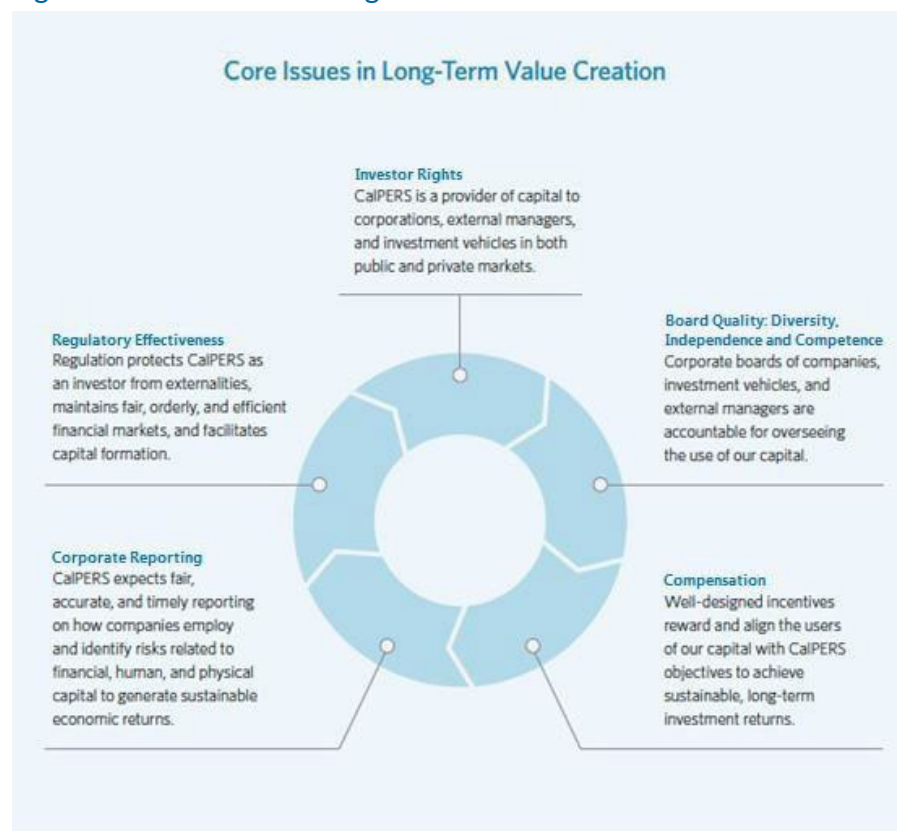 Core Issues in Long-Term Value Creation
Investor Rights
CalPERS is a provider of capital to
corporations, external managers,
and investment vehicles in both
public and private markets.
Board Quality: Diversity,
Independence and Competence
Corporate boards of companies,
investment vehicles, and
external managers are
accountable for overseeing
the use of our capital.
Compensation
Well-designed incentives
reward and align the users
of our capital with CalPERS
objectives to achieve
sustainable, long-term
investment returns.
Corporate Reporting
CalPERS expects fair,
accurate, and timely reporting
on how companies employ
and identify risks related to
financial, human, and physical
capital to generate sustainable
economic returns.
Regulatory Effectiveness
Regulation protects CalPERS as
an investor from externalities,
maintains fair, orderly, and efficient
financial markets, and facilitates
capital formation.